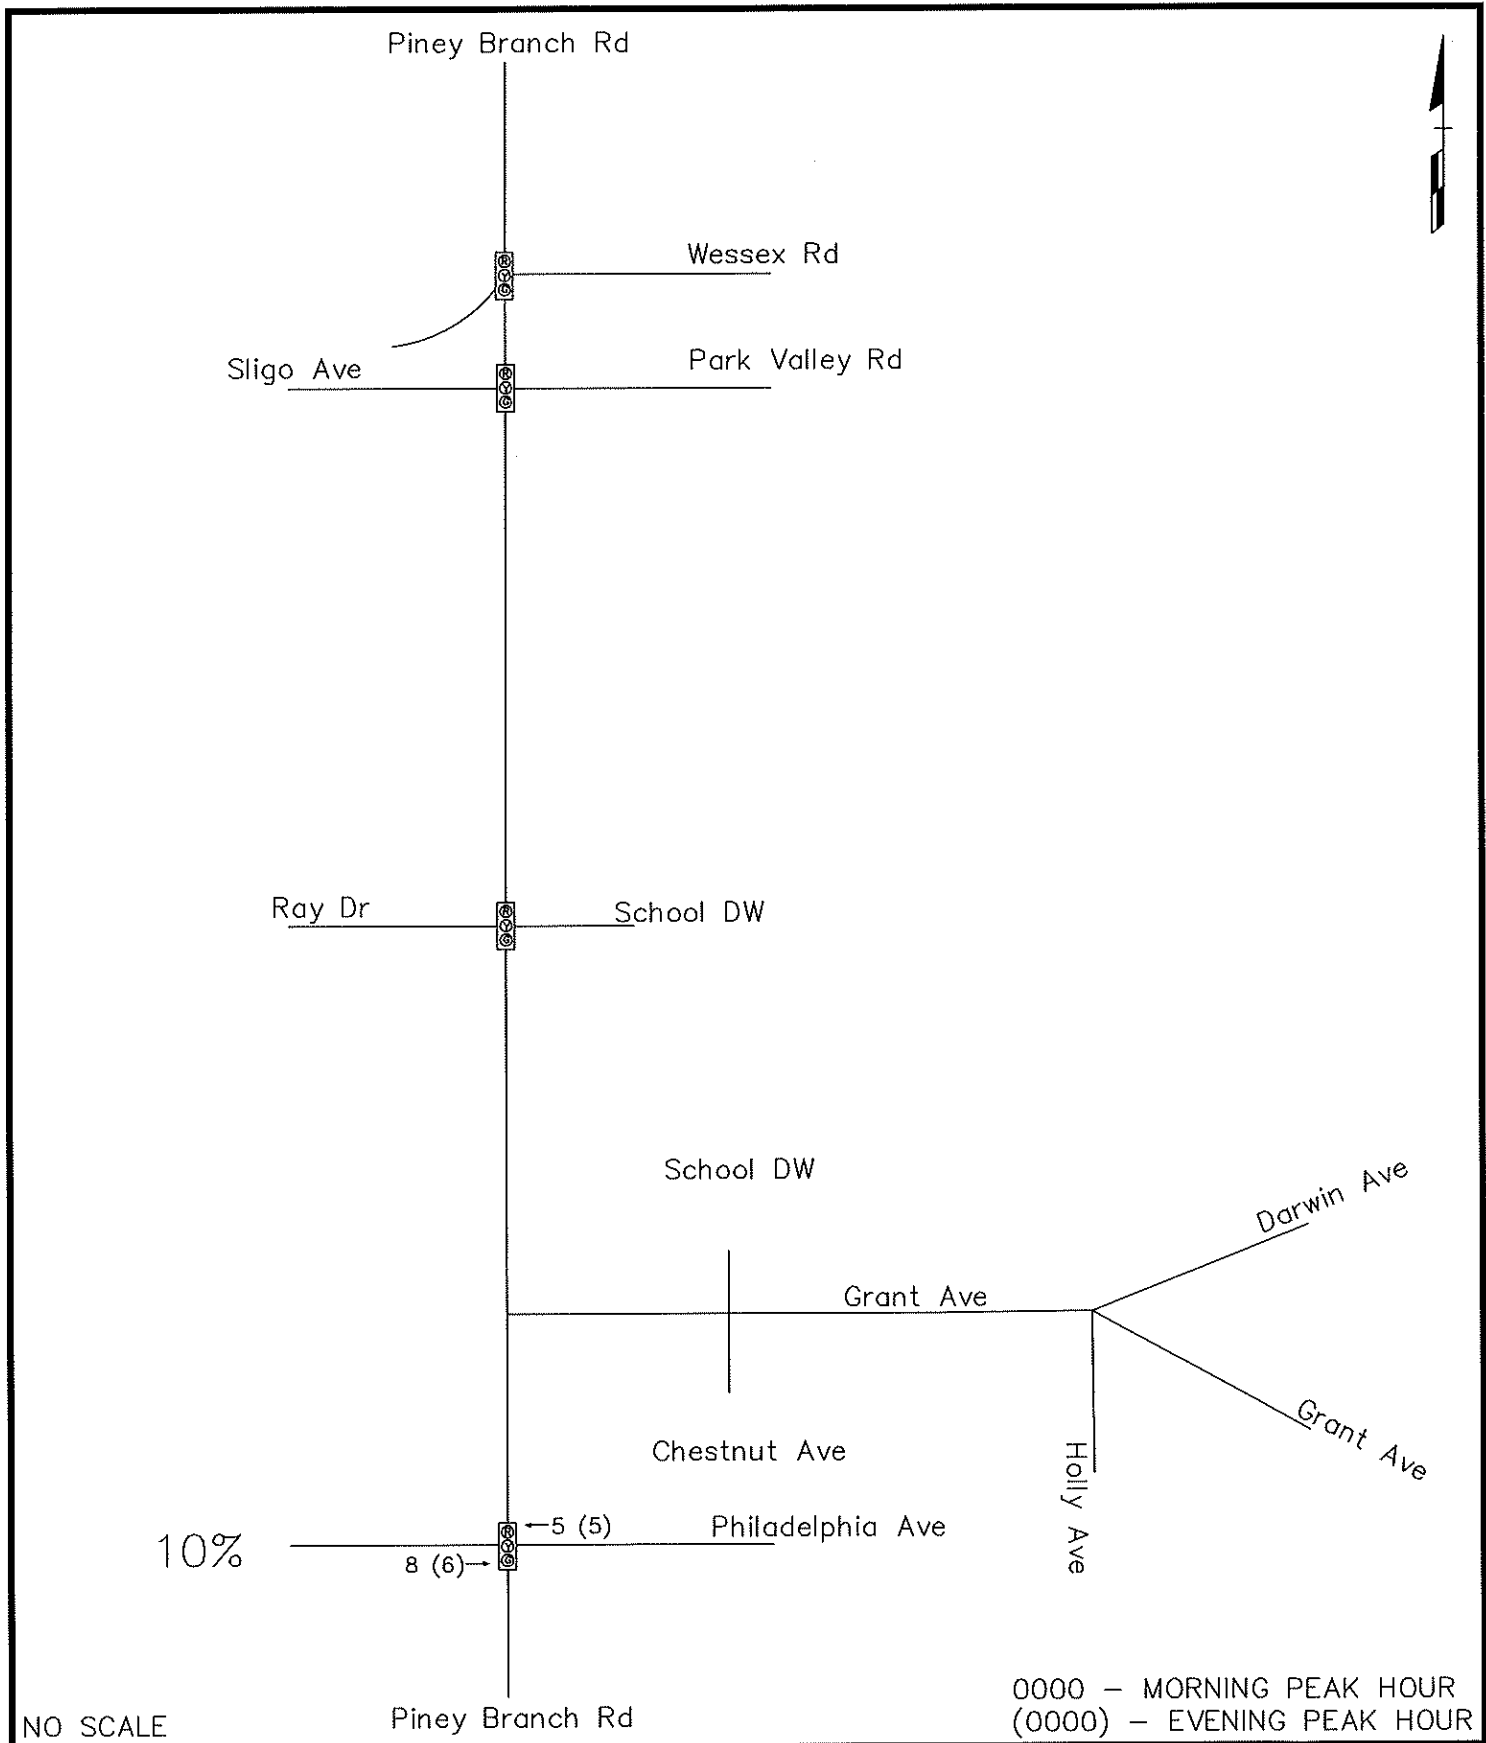 Piney Branch Rd
Wessex Rd
R
Y
G
Sligo Ave
Park Valley Rd
R
Y
G
Ray Dr
School DW
R
Y
G
School DW
Darwin Ave
Grant Ave
Grant Ave
Chestnut Ave
Holly Ave
10%
8 (6)
R
Y
G
5 (5)
Philadelphia Ave
Piney Branch Rd
NO SCALE
0000 – MORNING PEAK HOUR
(0000) – EVENING PEAK HOUR